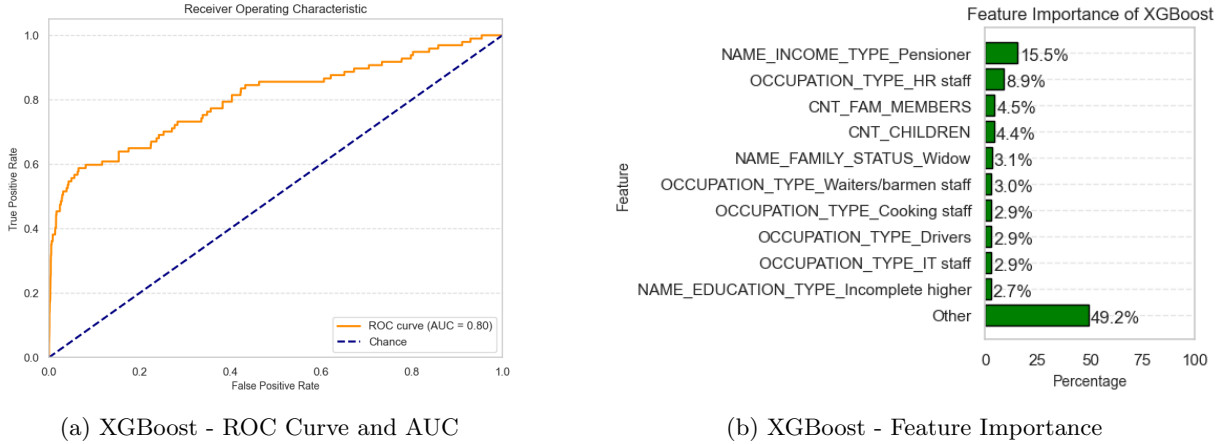 Receiver Operating Characteristic
True Positive Rate
1.0
0.8
0.6
0.4
0.2
0.0
ROC curve (AUC = 0.80)
Chance
0.0 0.2 0.4 0.6 0.8 1.0
False Positive Rate
(a) XGBoost - ROC Curve and AUC
Feature Importance of XGBoost
Feature
NAME_INCOME_TYPE_Pensioner 15.5%
OCCUPATION_TYPE_HR staff 8.9%
CNT_FAM_MEMBERS 4.5%
CNT_CHILDREN 4.4%
NAME_FAMILY_STATUS_Widow 3.1%
OCCUPATION_TYPE_Waiters/barmen staff 3.0%
OCCUPATION_TYPE_Cooking staff 2.9%
OCCUPATION_TYPE_Drivers 2.9%
OCCUPATION_TYPE_IT staff 2.9%
NAME_EDUCATION_TYPE_Incomplete higher 2.7%
Other 49.2%
0 25 50 75 100
Percentage
(b) XGBoost - Feature Importance